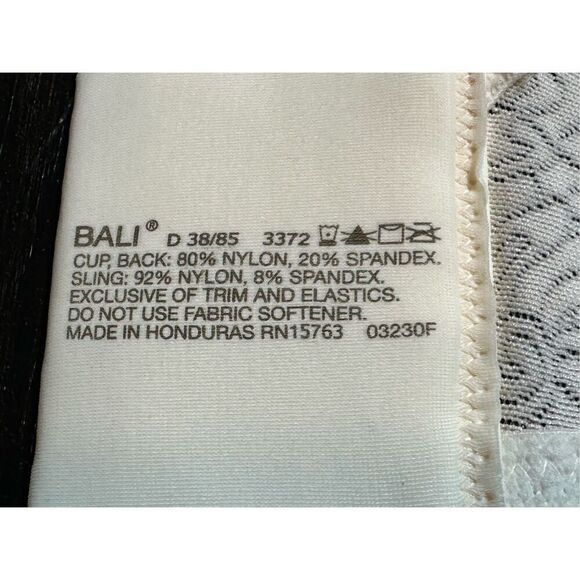 BALI® D 38/85 3372
CUP, BACK: 80% NYLON, 20% SPANDEX.
SLING: 92% NYLON, 8% SPANDEX.
EXCLUSIVE OF TRIM AND ELASTICS.
DO NOT USE FABRIC SOFTENER.
MADE IN HONDURAS RN15763 03230F